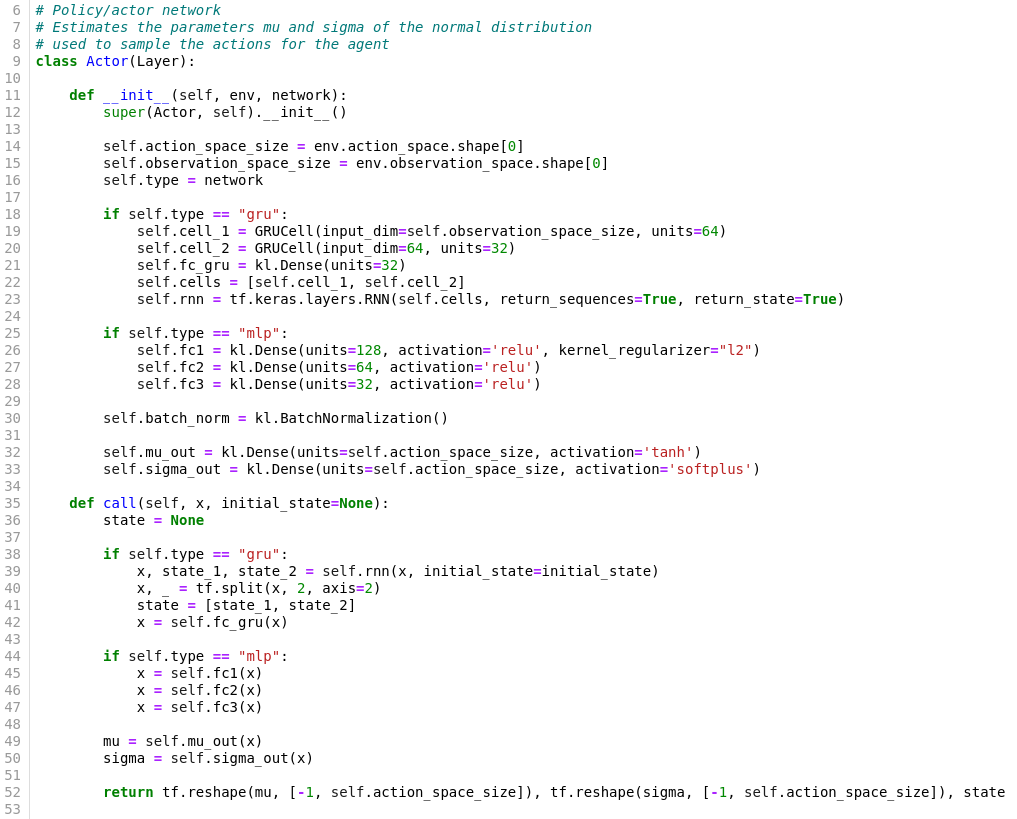 6 # Policy/actor network
7 # Estimates the parameters mu and sigma of the normal distribution
8 # used to sample the actions for the agent
9 class Actor(Layer):
10
11     def __init__(self, env, network):
12         super(Actor, self).__init__()
13
14         self.action_space_size = env.action_space.shape[0]
15         self.observation_space_size = env.observation_space.shape[0]
16         self.type = network
17
18         if self.type == "gru":
19             self.cell_1 = GRUCell(input_dim=self.observation_space_size, units=64)
20             self.cell_2 = GRUCell(input_dim=64, units=32)
21             self.fc_gru = kl.Dense(units=32)
22             self.cells = [self.cell_1, self.cell_2]
23             self.rnn = tf.keras.layers.RNN(self.cells, return_sequences=True, return_state=True)
24
25         if self.type == "mlp":
26             self.fc1 = kl.Dense(units=128, activation='relu', kernel_regularizer="l2")
27             self.fc2 = kl.Dense(units=64, activation='relu')
28             self.fc3 = kl.Dense(units=32, activation='relu')
29
30         self.batch_norm = kl.BatchNormalization()
31
32         self.mu_out = kl.Dense(units=self.action_space_size, activation='tanh')
33         self.sigma_out = kl.Dense(units=self.action_space_size, activation='softplus')
34
35     def call(self, x, initial_state=None):
36         state = None
37
38         if self.type == "gru":
39             x, state_1, state_2 = self.rnn(x, initial_state=initial_state)
40             x, _ = tf.split(x, 2, axis=2)
41             state = [state_1, state_2]
42             x = self.fc_gru(x)
43
44         if self.type == "mlp":
45             x = self.fc1(x)
46             x = self.fc2(x)
47             x = self.fc3(x)
48
49         mu = self.mu_out(x)
50         sigma = self.sigma_out(x)
51
52         return tf.reshape(mu, [-1, self.action_space_size]), tf.reshape(sigma, [-1, self.action_space_size]), state
53